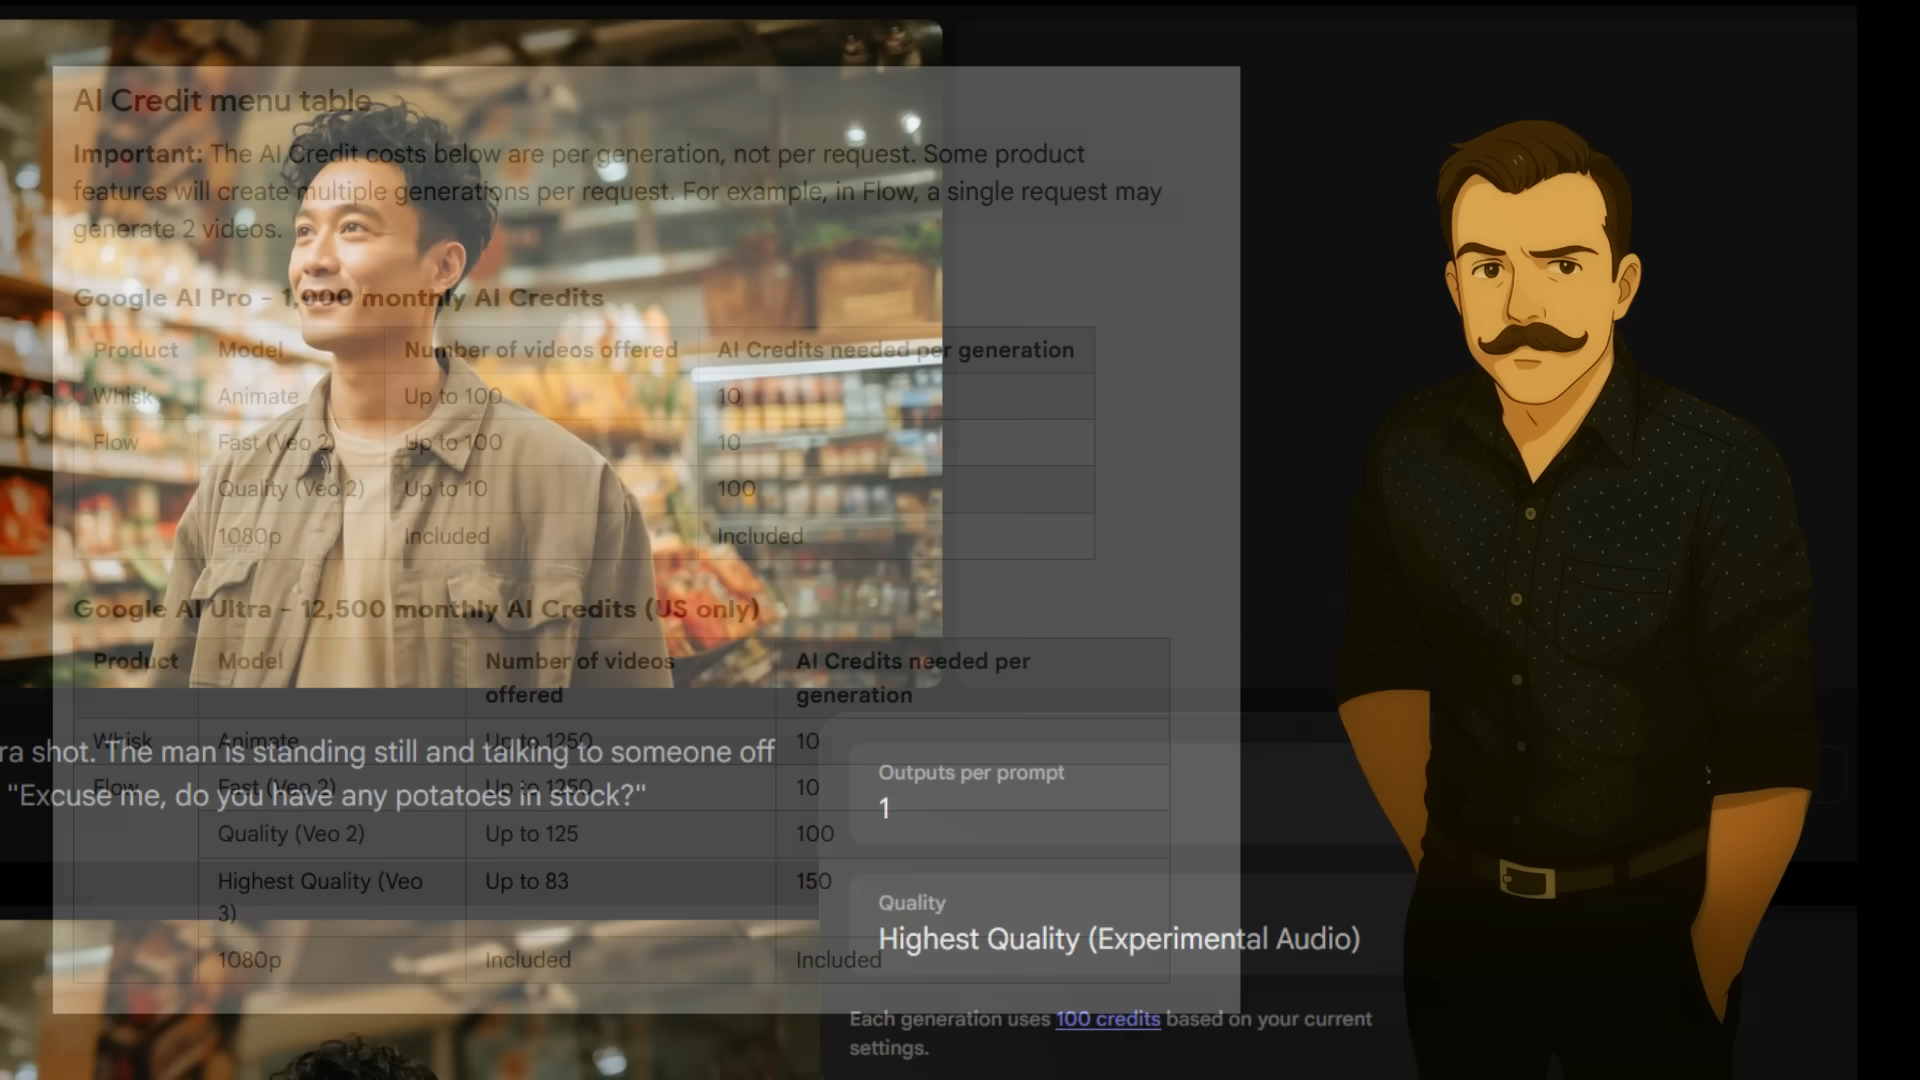 AI Credit menu table
Important: The AI Credit costs below are per generation, not per request. Some product
features will create multiple generations per request. For example, in Flow, a single request may
generate 2 videos.
Google AI Pro - 1,000 monthly AI Credits
Product Model Number of videos offered AI Credits needed per generation
Whisk Animate Up to 100 10
Flow Fast (Veo 2) Up to 100 10
Quality (Veo 2) Up to 10 100
1080p Included Included
Google AI Ultra - 12,500 monthly AI Credits (US only)
Product Model Number of videos AI Credits needed per
offered generation
Whisk Animate Up to 1250 10
Flow Fast (Veo 2) Up to 1250 10
Quality (Veo 2) Up to 125 100
Highest Quality (Veo Up to 83 150
3)
1080p Included Included
ra shot. The man is standing still and talking to someone off
"Excuse me, do you have any potatoes in stock?"
Outputs per prompt
1
Quality
Highest Quality (Experimental Audio)
Each generation uses 100 credits based on your current
settings.